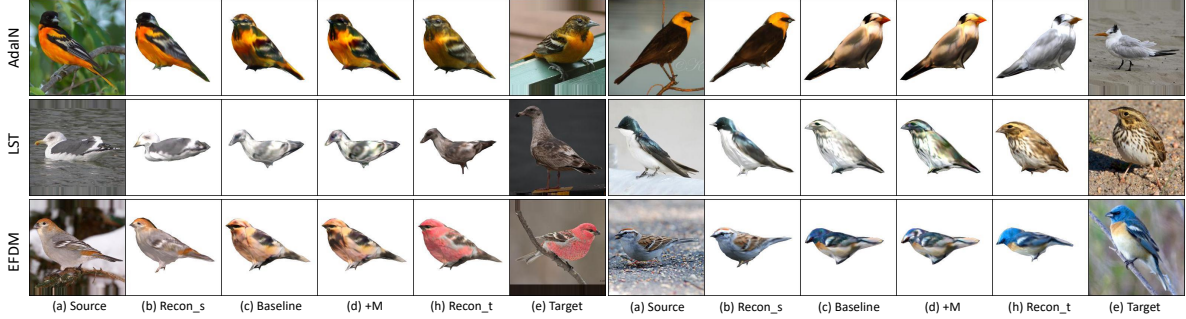 AdaIN
LST
EFDM
(a) Source (b) Recon_s (c) Baseline (d) +M (h) Recon_t (e) Target (a) Source (b) Recon_s (c) Baseline (d) +M (h) Recon_t (e) Target